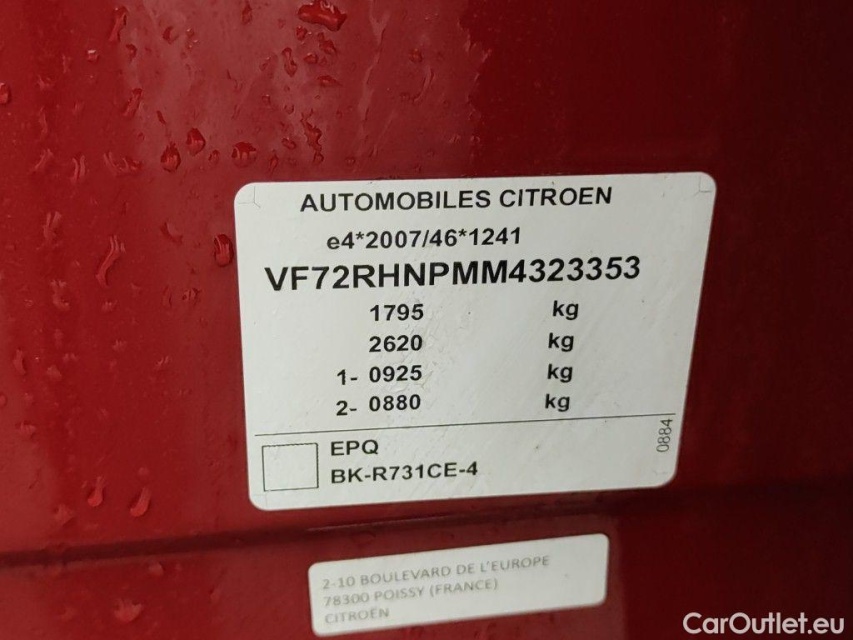 AUTOMOBILES CITROEN
e4*2007/46*1241
VF72RHNPMM4323353
1795 kg
2620 kg
1- 0925 kg
2- 0880 kg
EPQ
BK-R731CE-4
0884
2-10 BOULEVARD DE L'EUROPE
78300 POISSY (FRANCE)
CITROËN
CarOutlet.eu